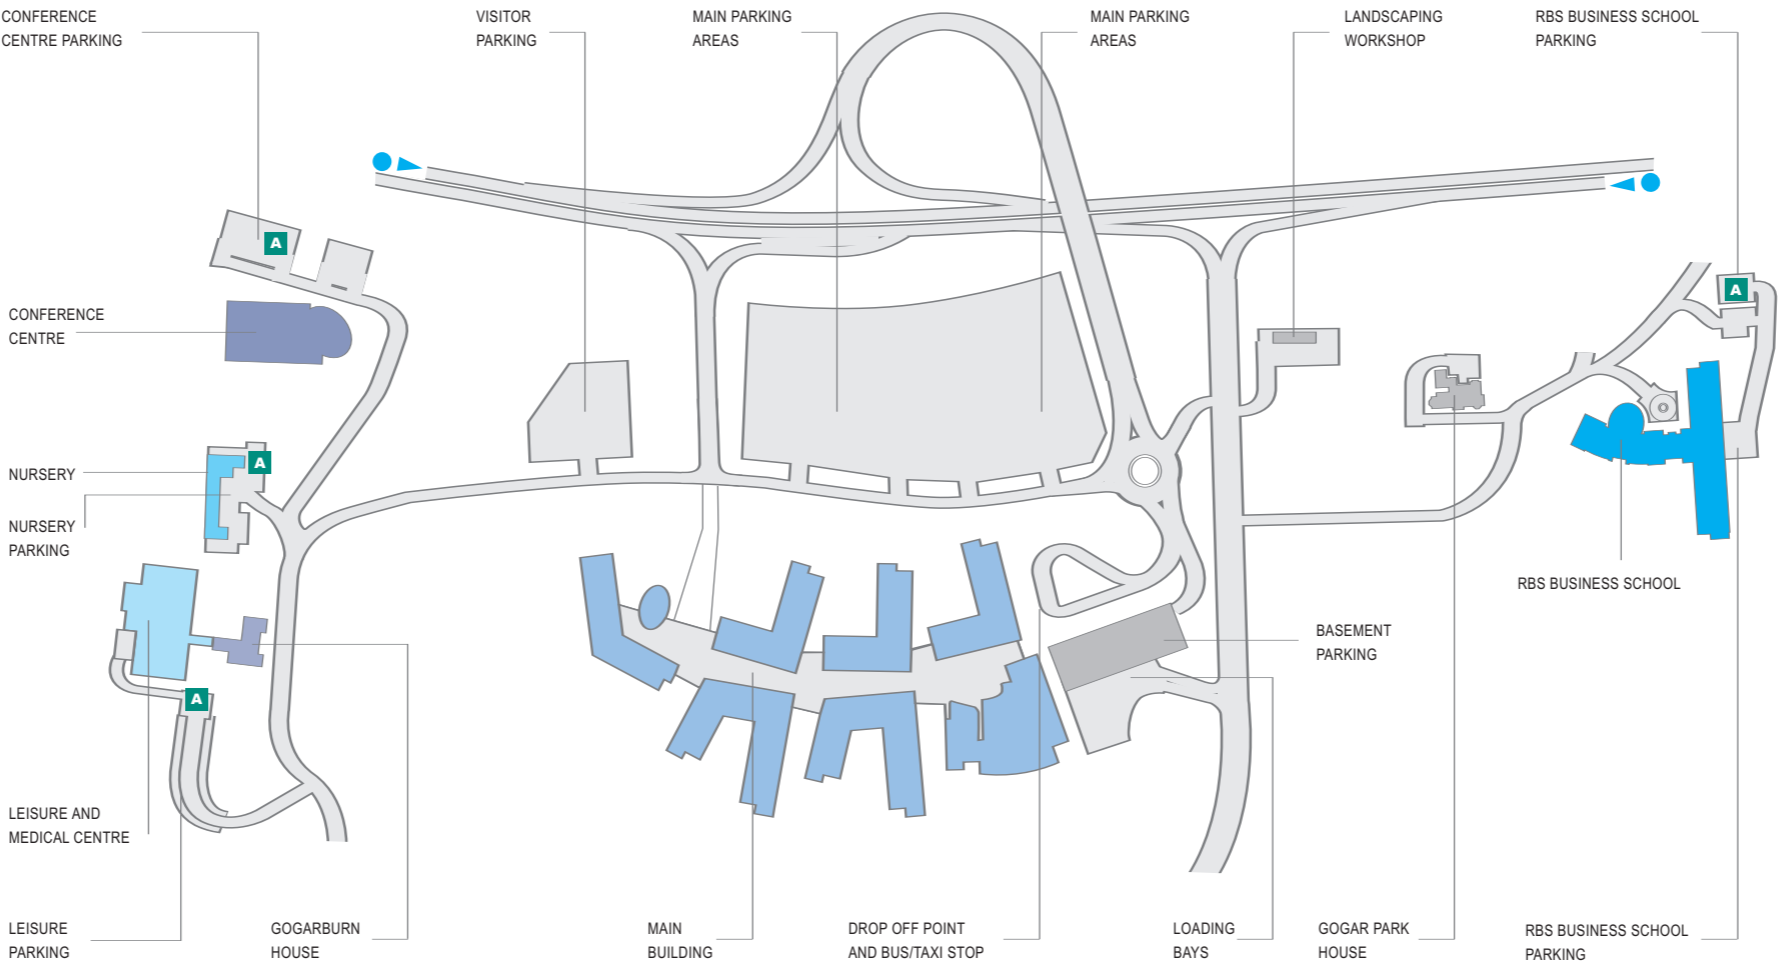 CONFERENCE
CENTRE PARKING
VISITOR
PARKING
MAIN PARKING
AREAS
MAIN PARKING
AREAS
LANDSCAPING
WORKSHOP
RBS BUSINESS SCHOOL
PARKING
A
A
CONFERENCE
CENTRE
A
NURSERY
NURSERY
PARKING
RBS BUSINESS SCHOOL
BASEMENT
PARKING
A
LEISURE AND
MEDICAL CENTRE
LEISURE
PARKING
GOGARBURN
HOUSE
MAIN
BUILDING
DROP OFF POINT
AND BUS/TAXI STOP
LOADING
BAYS
GOGAR PARK
HOUSE
RBS BUSINESS SCHOOL
PARKING